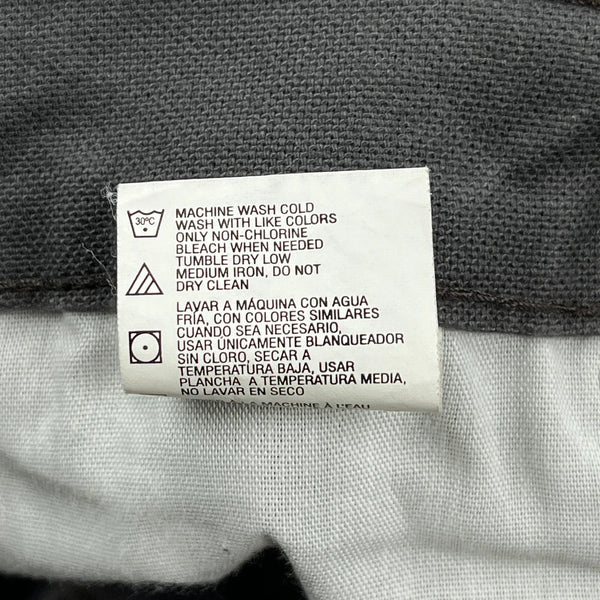 30°C
MACHINE WASH COLD
WASH WITH LIKE COLORS
ONLY NON-CHLORINE
BLEACH WHEN NEEDED
TUMBLE DRY LOW
MEDIUM IRON, DO NOT
DRY CLEAN
LAVAR A MÁQUINA CON AGUA
FRÍA, CON COLORES SIMILARES
CUANDO SEA NECESARIO,
USAR ÚNICAMENTE BLANQUEADOR
SIN CLORO, SECAR A
TEMPERATURA BAJA, USAR
PLANCHA A TEMPERATURA MEDIA,
NO LAVAR EN SECO
MACHINE À L'EAU